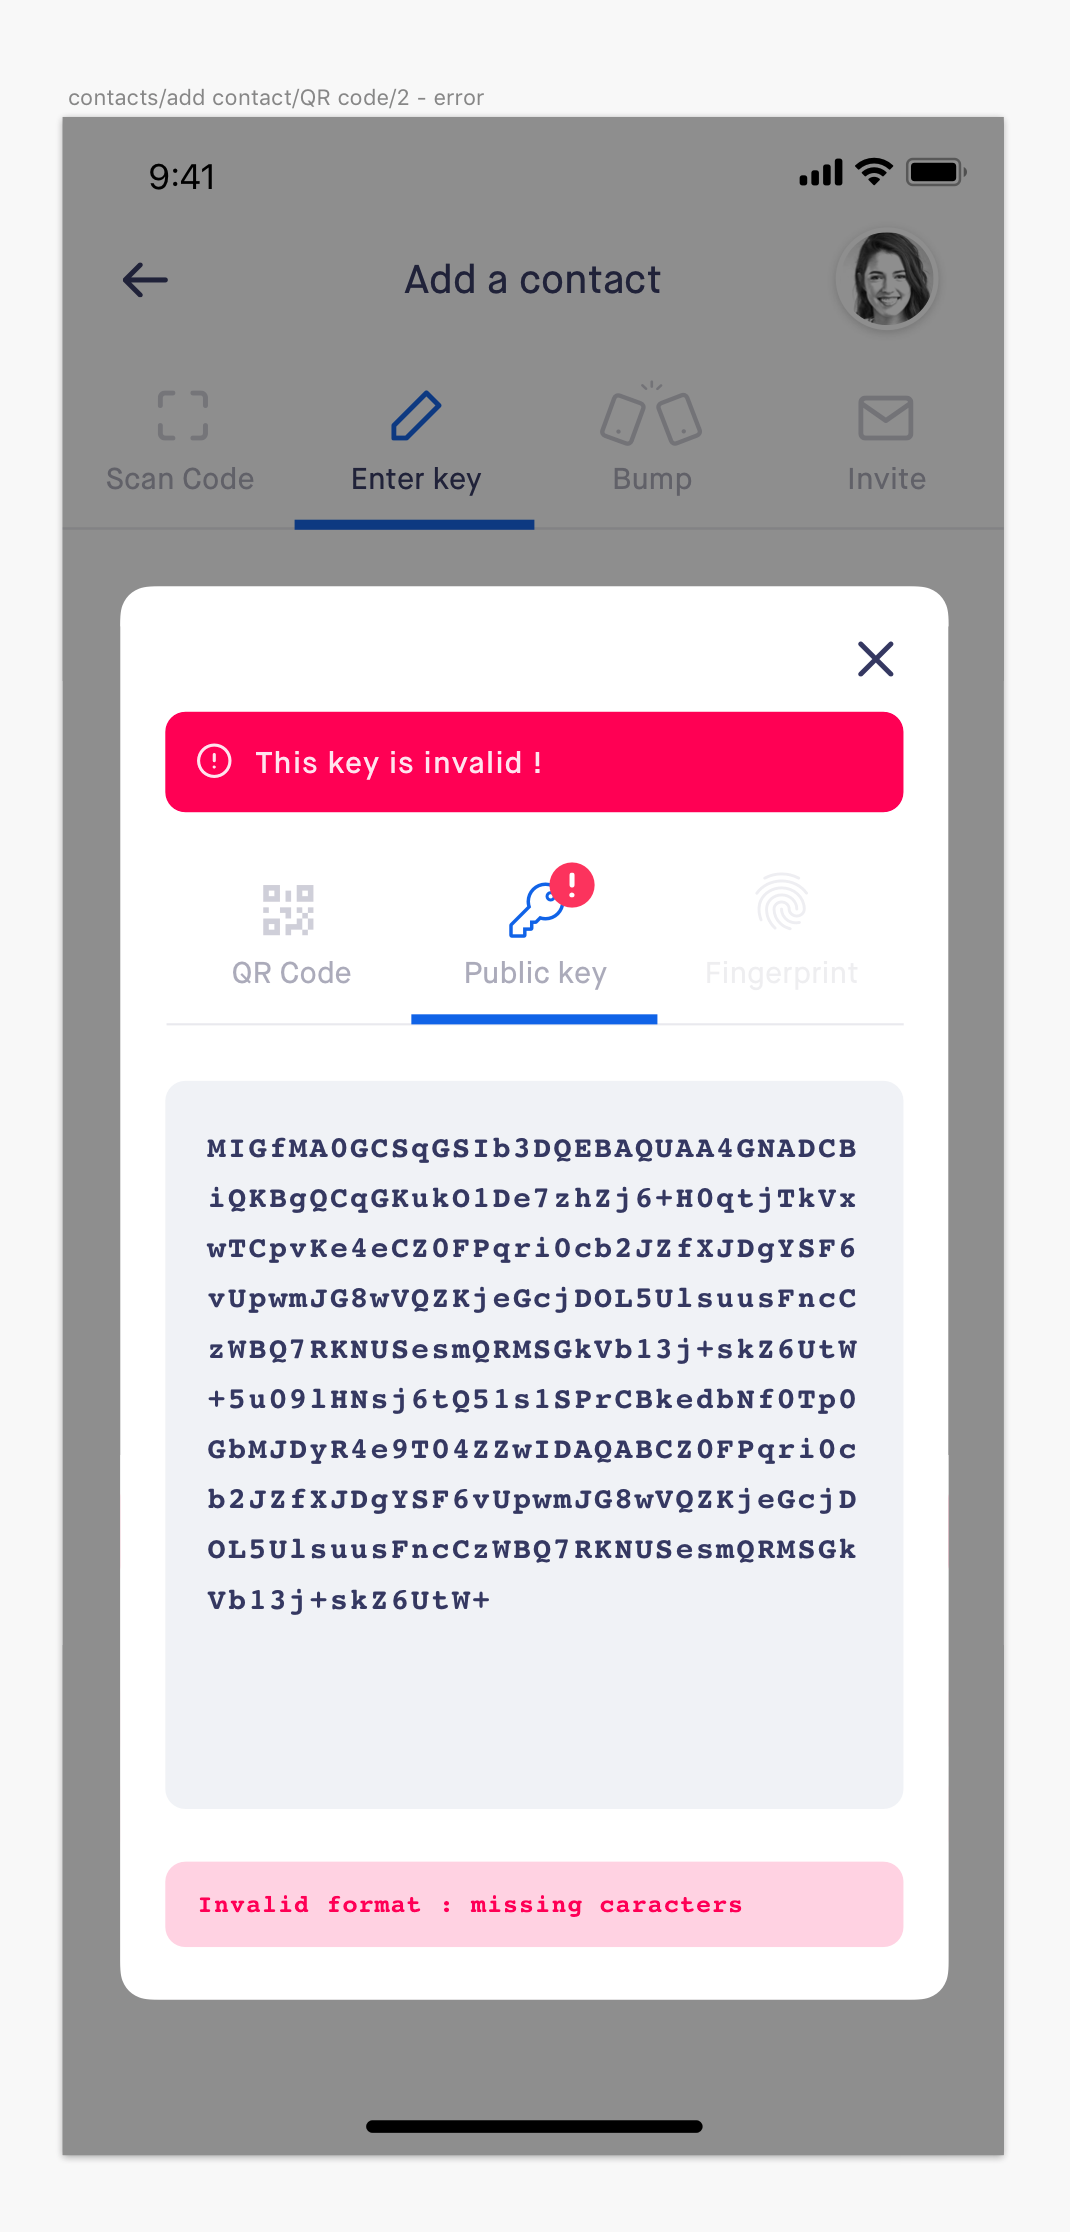 contacts/add contact/QR code/2 - error
9:41
Add a contact
Scan Code
Enter key
Bump
Invite
This key is invalid !
QR Code
Public key
Fingerprint
MIGfMA0GCSqGSIb3DQEBAQUAA4GNADCB
iQKBgQCqGKukO1De7zhZj6+H0qtjTkVx
wTCpvKe4eCZ0FPqri0cb2JZfXJDgYSF6
vUpwmJG8wVQZKjeGcjDOL5UlsuusFncC
zWBQ7RKNUSesmQRMSGkVb13j+skZ6UtW
+5u09lHNsj6tQ51s1SPrCBkedbNf0Tp0
GbMJDyR4e9T04ZZwIDAQABCZ0FPqri0c
b2JZfXJDgYSF6vUpwmJG8wVQZKjeGcjD
OL5UlsuusFncCzWBQ7RKNUSesmQRMSGk
Vb13j+skZ6UtW+
Invalid format : missing caracters